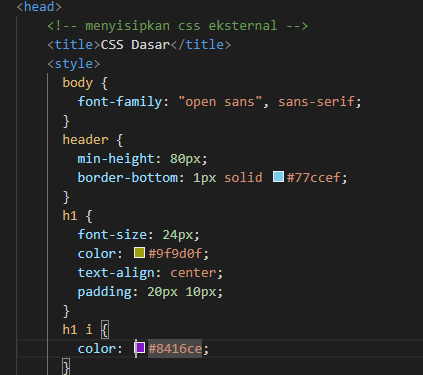 <head>
<!-- menyisipkan css eksternal -->
<title>CSS Dasar</title>
<style>
body {
font-family: "open sans", sans-serif;
}
header {
min-height: 80px;
border-bottom: 1px solid #77ccef;
}
h1 {
font-size: 24px;
color: #9f9d0f;
text-align: center;
padding: 20px 10px;
}
h1 i {
color: #8416ce;
}